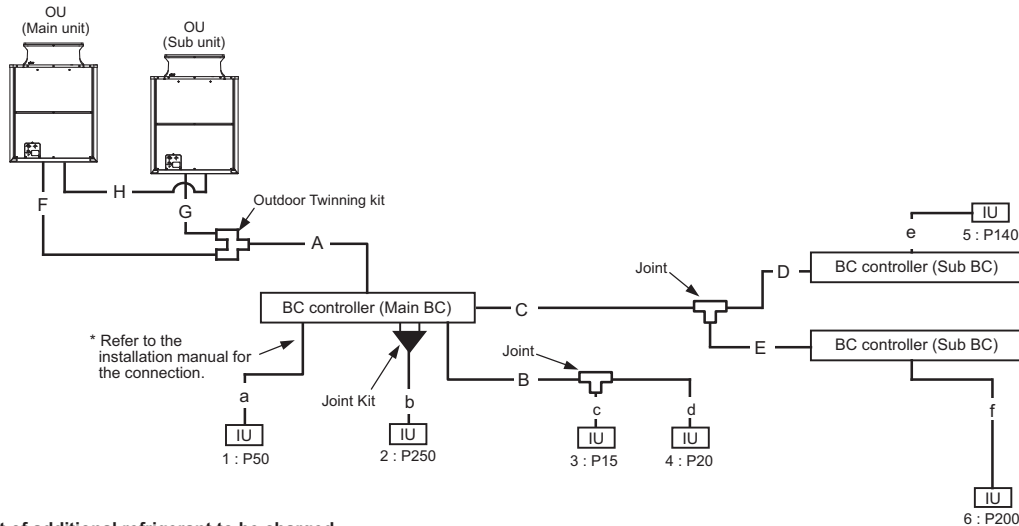 OU
(Main unit)
OU
(Sub unit)
F
H
G
Outdoor Twinning kit
A
IU
5 : P140
e
Joint
D
BC controller (Sub BC)
BC controller (Main BC)
C
* Refer to the
installation manual for
the connection.
Joint
E
BC controller (Sub BC)
B
a
Joint Kit
b
c
d
f
IU
1 : P50
IU
2 : P250
IU
3 : P15
IU
4 : P20
IU
6 : P200